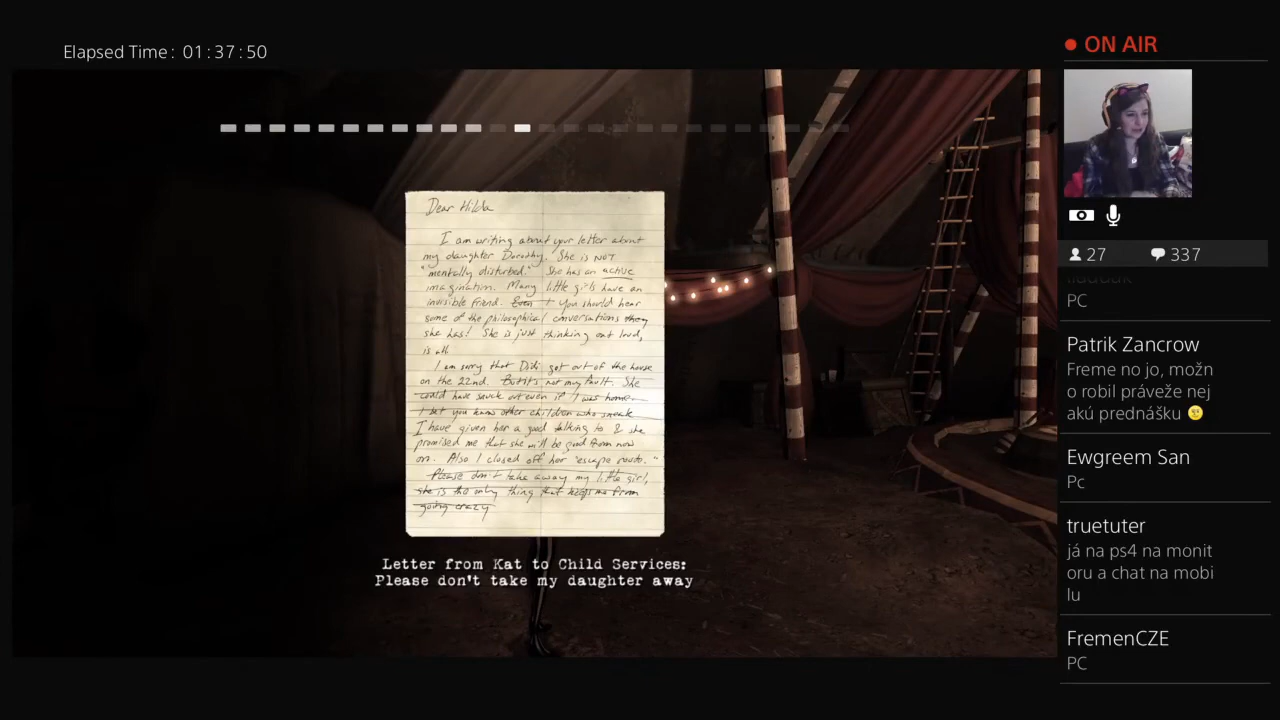 Elapsed Time: 01:37:50
ON AIR
27
337
PC
Patrik Zancrow
Freme no jo, možn
o robil práveže nej
akú prednášku
Ewgreem San
Pc
truetuter
já na ps4 na monit
oru a chat na mobi
lu
FremenCZE
PC
Dear Hilda
I am writing about your letter about
my daughter Dorothy. She is NOT
"mentally disturbed." She has an active
imagination. Many little girls have an
invisible friend. Even I You should hear
some of the philosophical conversations they
she has! She is just thinking out loud,
is all.
I am sorry that Didi got out of the house
on the 22nd. But it's not my fault. She
could have snuck out even if I was home
I bet you know other children who sneak
I have given her a good talking to & she
promised me that she will be good from now
on. Also I closed off her "escape route."
Please don't take away my little girl,
she is the only thing that keeps me from
going crazy
Letter from Kat to Child Services:
Please don't take my daughter away